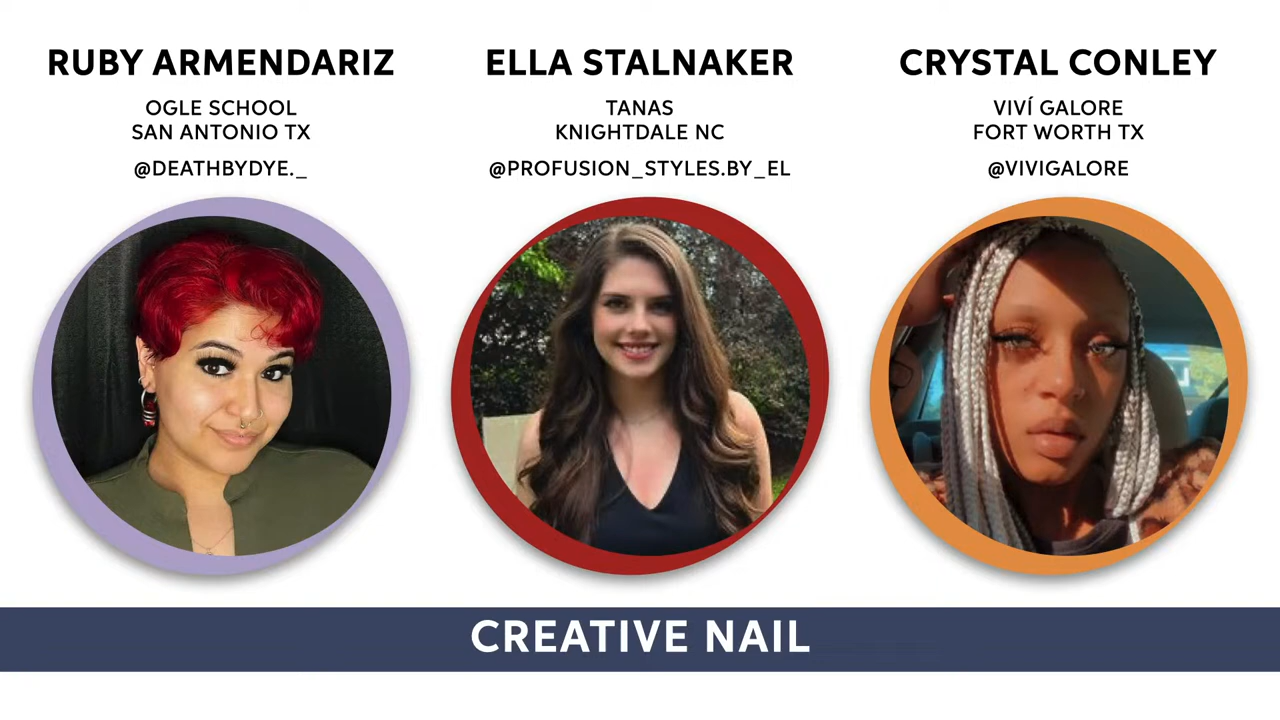 RUBY ARMENDARIZ
OGLE SCHOOL
SAN ANTONIO TX
@DEATHBYDYE._
ELLA STALNAKER
TANAS
KNIGHTDALE NC
@PROFUSION_STYLES.BY_EL
CRYSTAL CONLEY
VIVÍ GALORE
FORT WORTH TX
@VIVIGALORE
CREATIVE NAIL